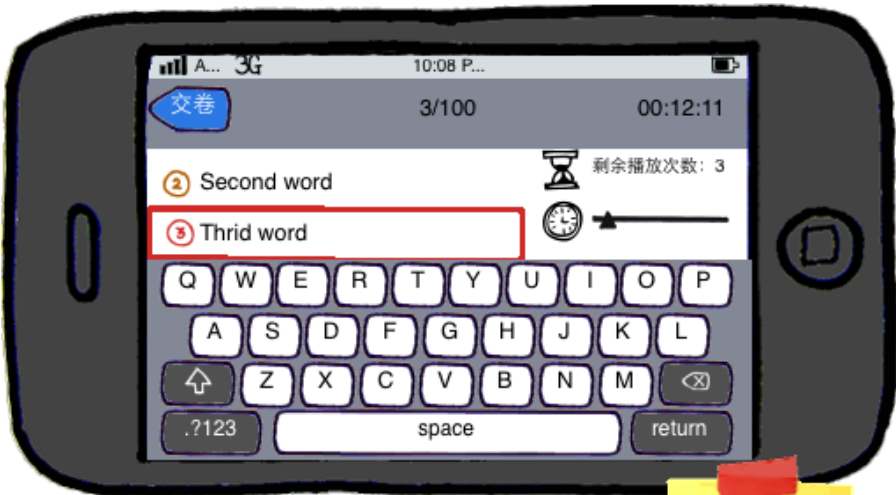 A... 3G 10:08 P...
交卷 3/100 00:12:11
剩余播放次数：3
② Second word
③ Thrid word
Q W E R T Y U I O P
A S D F G H J K L
Z X C V B N M
.?123 space return